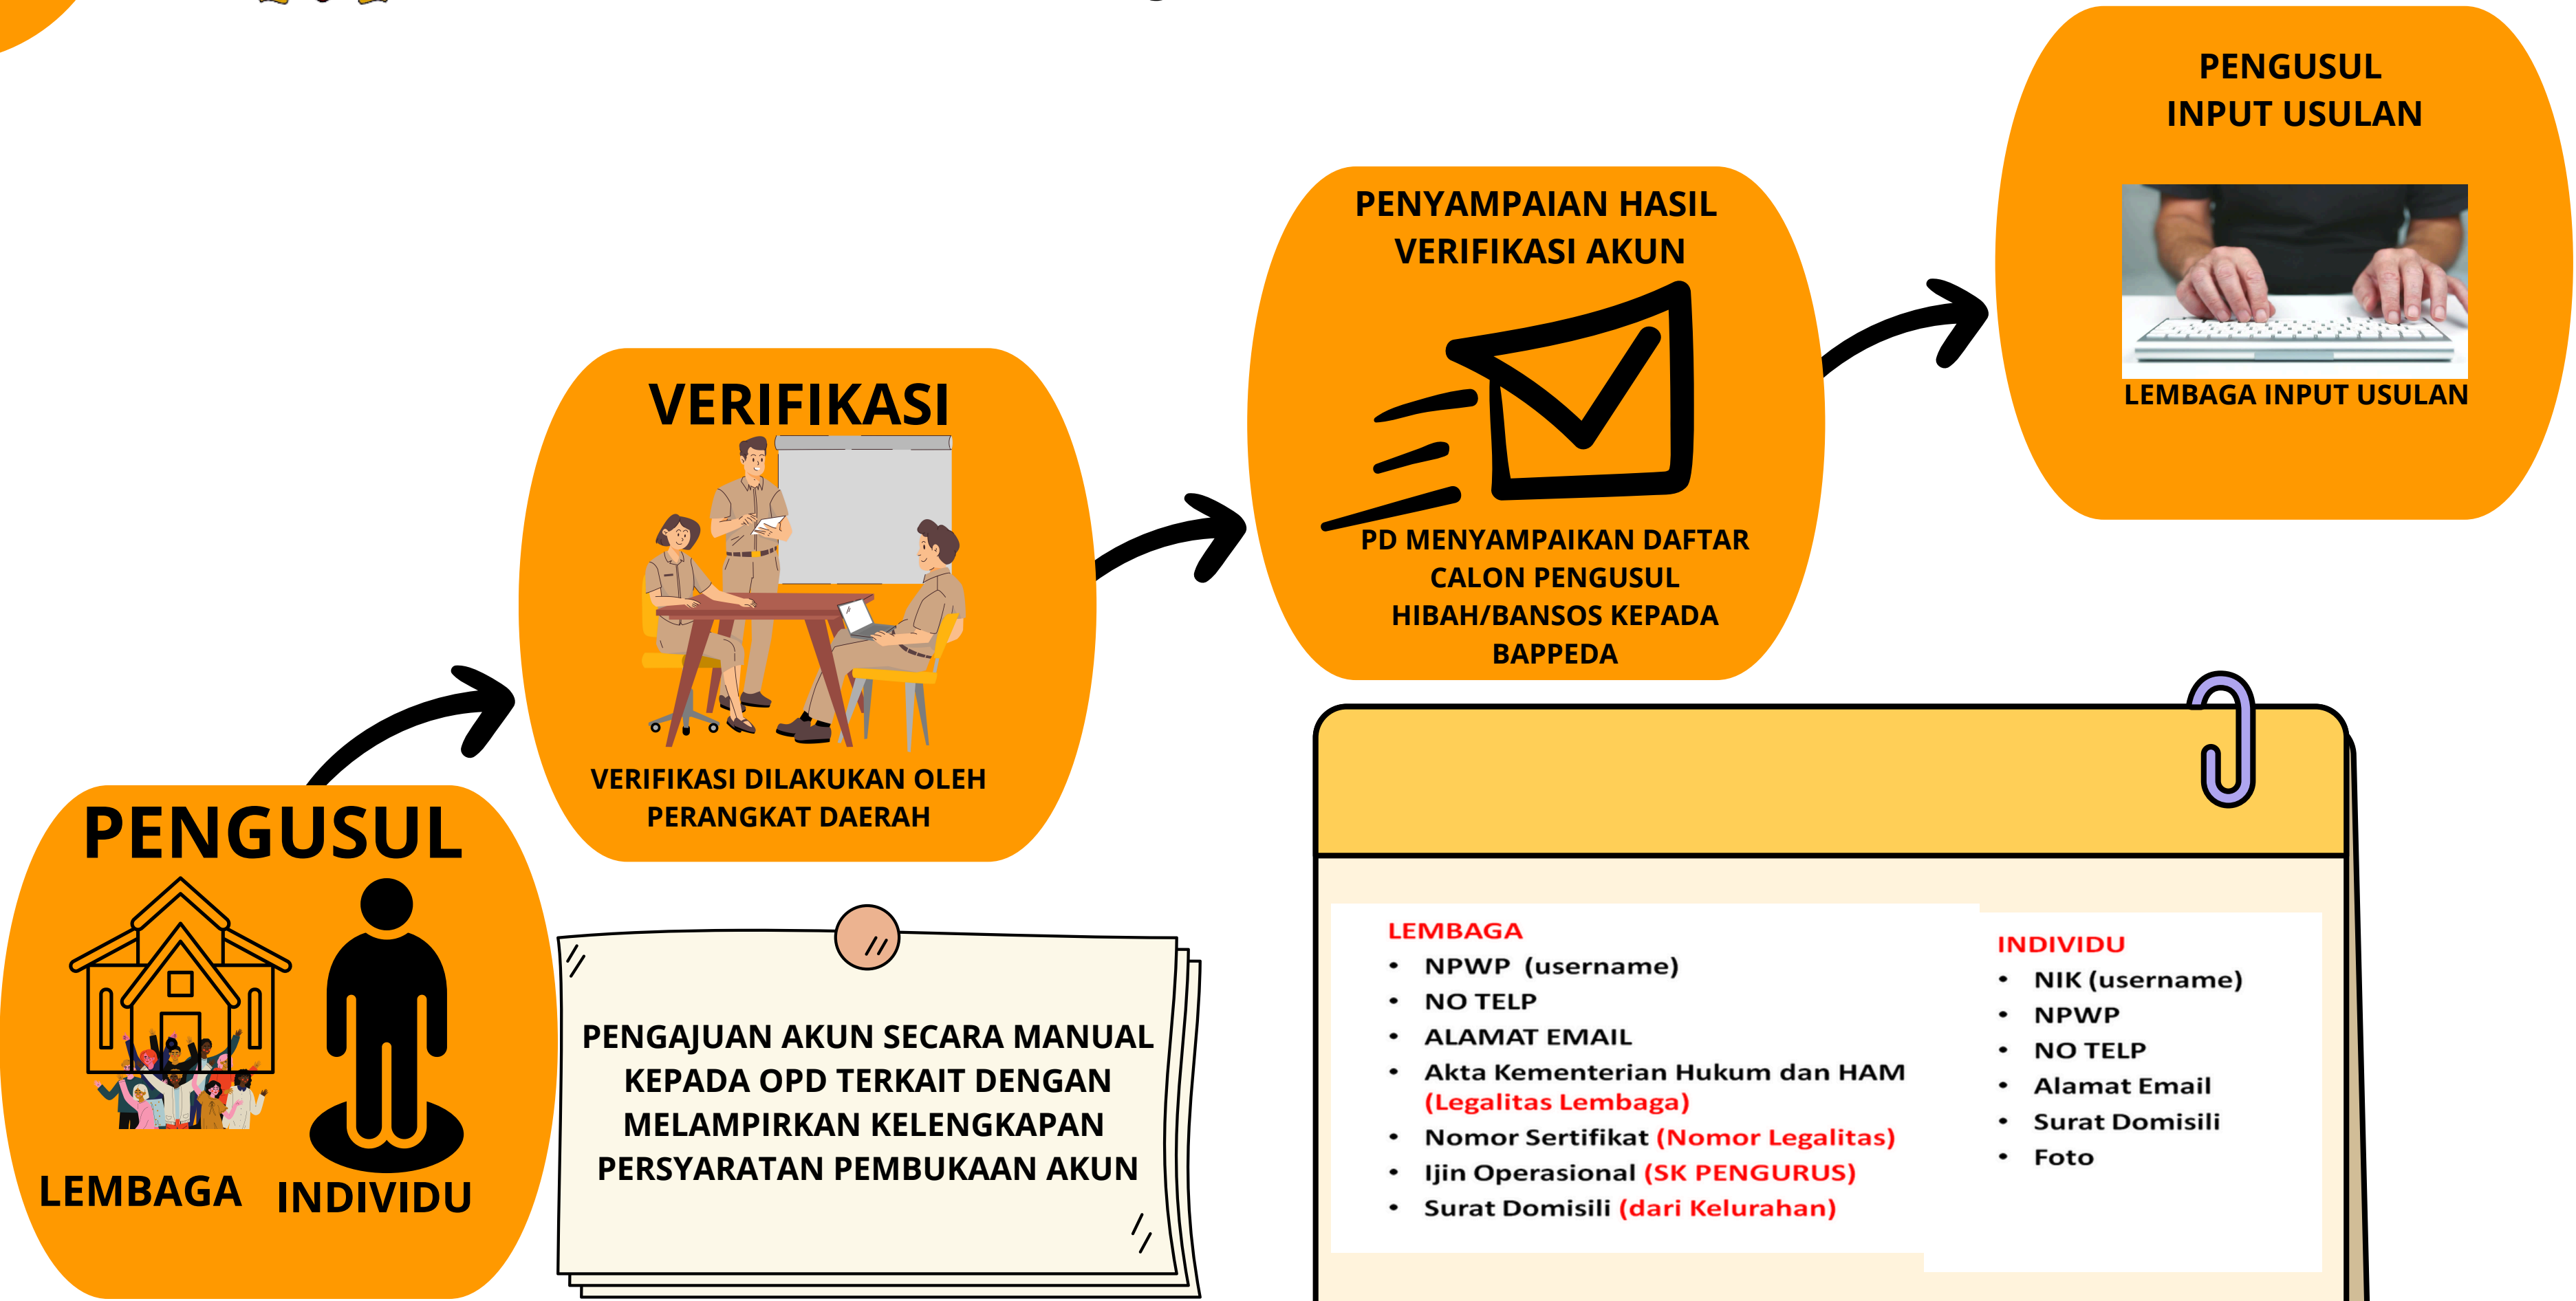 PENGUSUL
INPUT USULAN
LEMBAGA INPUT USULAN
PENYAMPAIAN HASIL
VERIFIKASI AKUN
PD MENYAMPAIKAN DAFTAR
CALON PENGUSUL
HIBAH/BANSOS KEPADA
BAPPEDA
VERIFIKASI
VERIFIKASI DILAKUKAN OLEH
PERANGKAT DAERAH
PENGUSUL
LEMBAGA
INDIVIDU
PENGAJUAN AKUN SECARA MANUAL
KEPADA OPD TERKAIT DENGAN
MELAMPIRKAN KELENGKAPAN
PERSYARATAN PEMBUKAAN AKUN
LEMBAGA
• NPWP (username)
• NO TELP
• ALAMAT EMAIL
• Akta Kementerian Hukum dan HAM
(Legalitas Lembaga)
• Nomor Sertifikat (Nomor Legalitas)
• Ijin Operasional (SK PENGURUS)
• Surat Domisili (dari Kelurahan)
INDIVIDU
• NIK (username)
• NPWP
• NO TELP
• Alamat Email
• Surat Domisili
• Foto